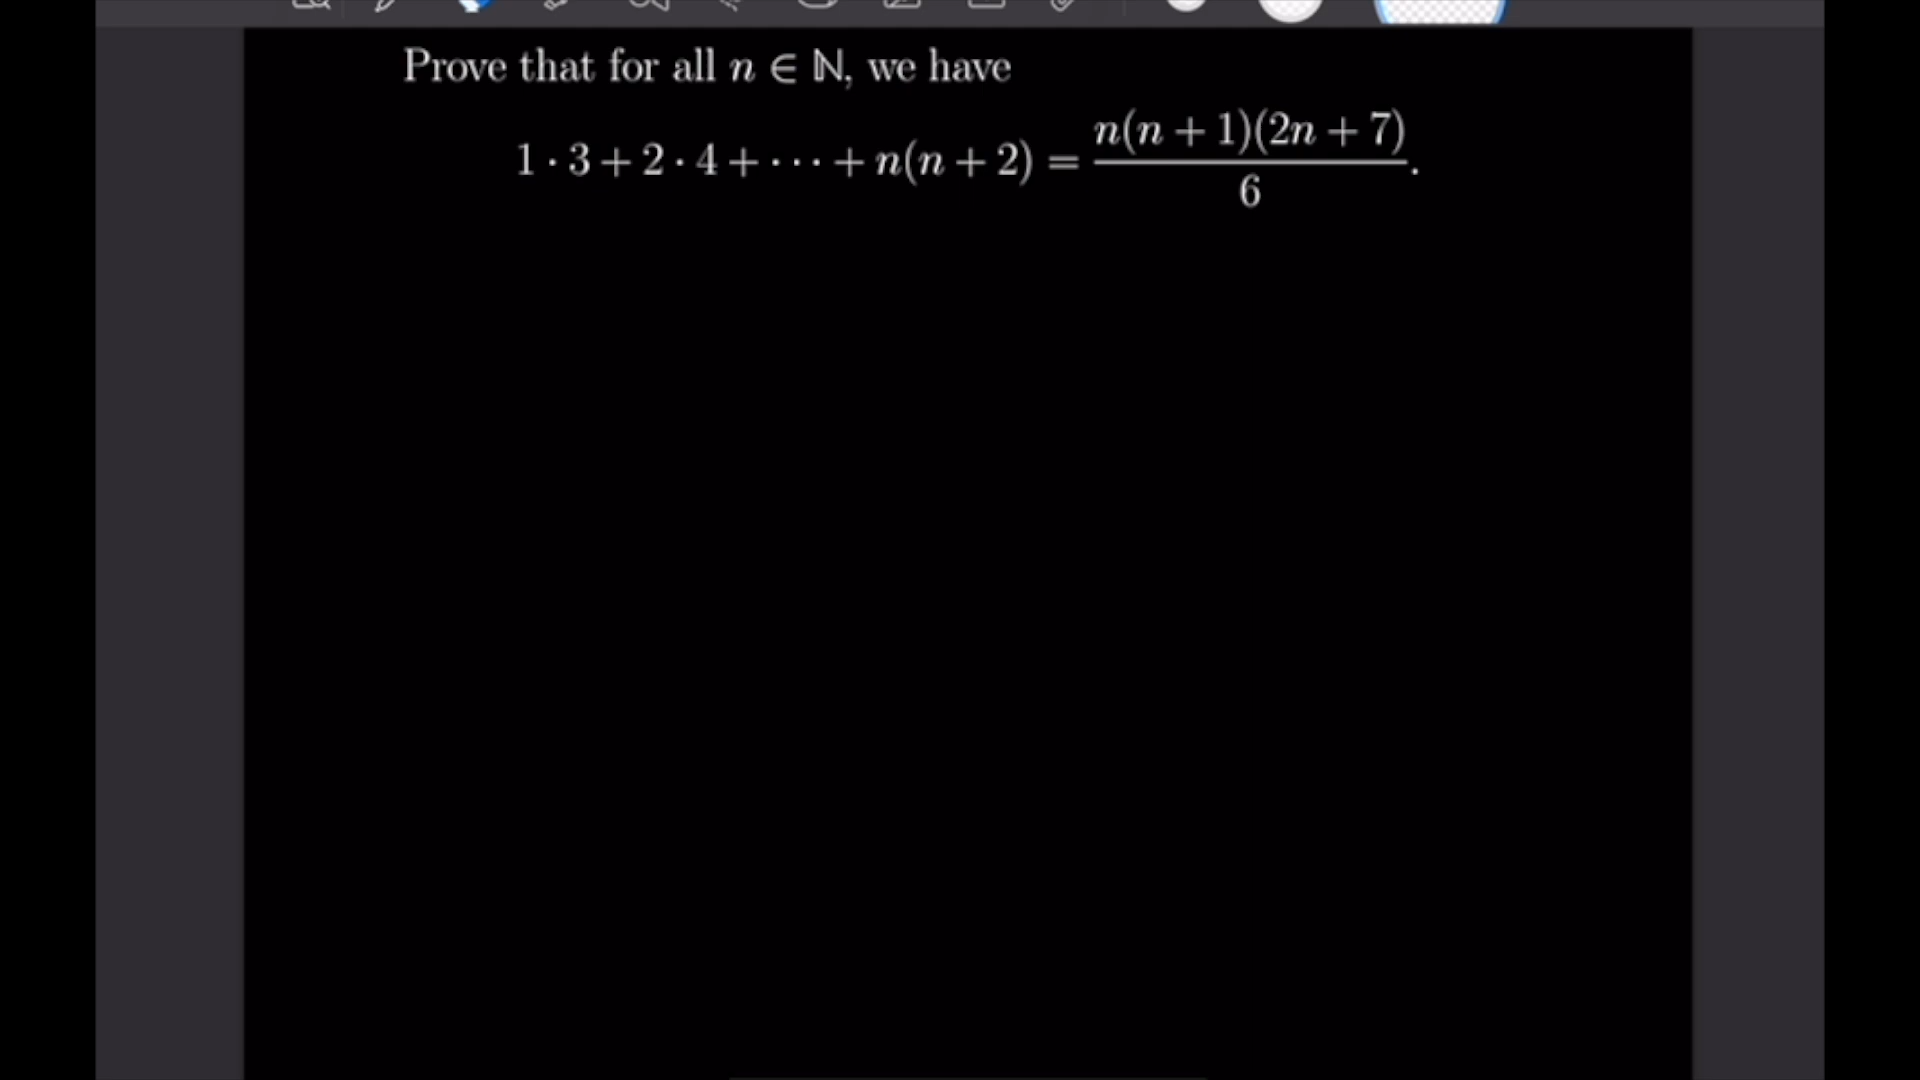 Prove that for all n ∈ ℕ, we have
1 · 3 + 2 · 4 + · · · + n(n + 2) = n(n + 1)(2n + 7) / 6.